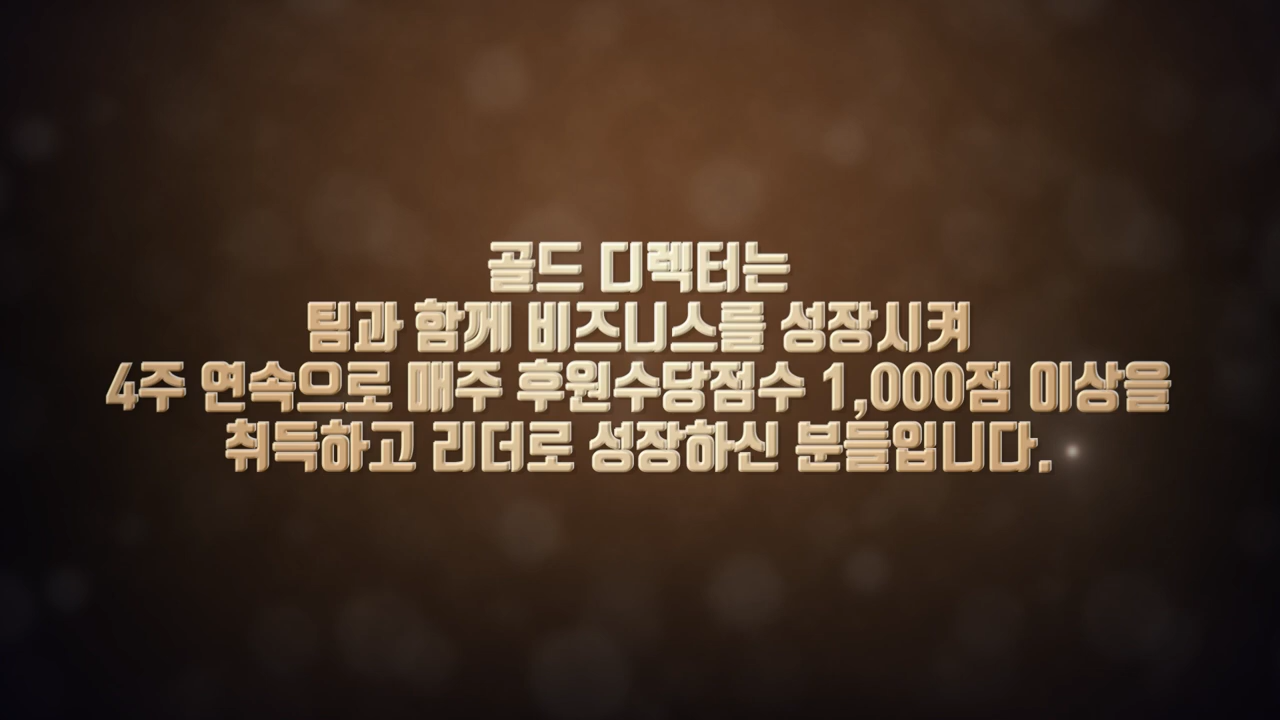 골드 디렉터는
팀과 함께 비즈니스를 성장시켜
4주 연속으로 매주 후원수당점수 1,000점 이상을
취득하고 리더로 성장하신 분들입니다.